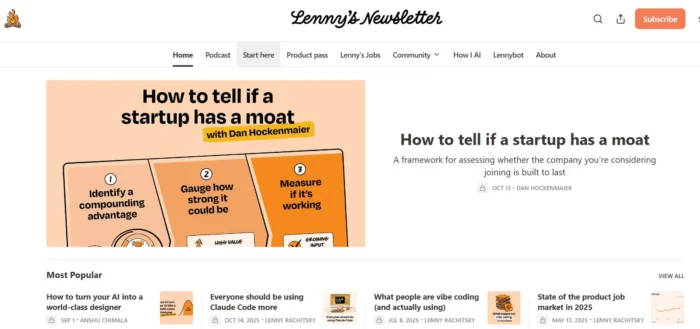 Lenny's Newsletter
Subscribe
Home Podcast Start here Product pass Lenny's Jobs Community How I AI Lennybot About
How to tell if a
startup has a moat
with Dan Hockenmaier
1
Identify a
compounding
advantage
2
Gauge how
strong it
could be
3
Measure
if it's
working
HIGH VALUE
GROWING
INPUT
How to tell if a startup has a moat
A framework for assessing whether the company you're considering
joining is built to last
OCT 13 • DAN HOCKENMAIER
Most Popular
VIEW ALL
How to turn your AI into a
world-class designer
SEP 1 • ANSHU CHIMALA
Everyone should be using
Claude Code more
OCT 14, 2025 • LENNY RACHITSKY
What people are vibe coding
(and actually using)
JUL 8, 2025 • LENNY RACHITSKY
State of the product job
market in 2025
MAY 13, 2025 • LENNY RACHITSKY